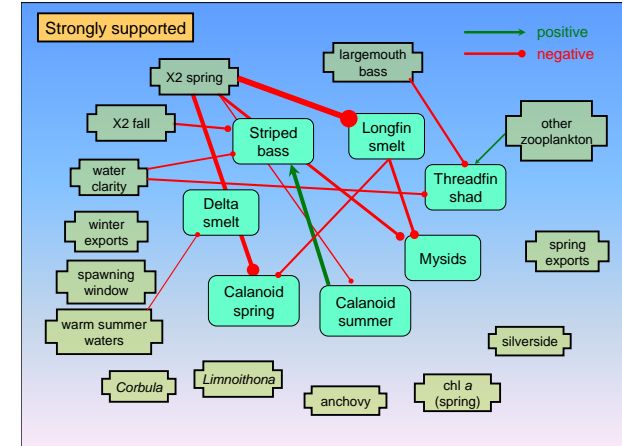 Strongly supported
positive
negative
largemouth
bass
X2 spring
X2 fall
Striped
bass
Longfin
smelt
other
zooplankton
water
clarity
Threadfin
shad
Delta
smelt
winter
exports
Mysids
spring
exports
spawning
window
Calanoid
spring
Calanoid
summer
warm summer
waters
silverside
Corbula
Limnoithona
anchovy
chl a
(spring)